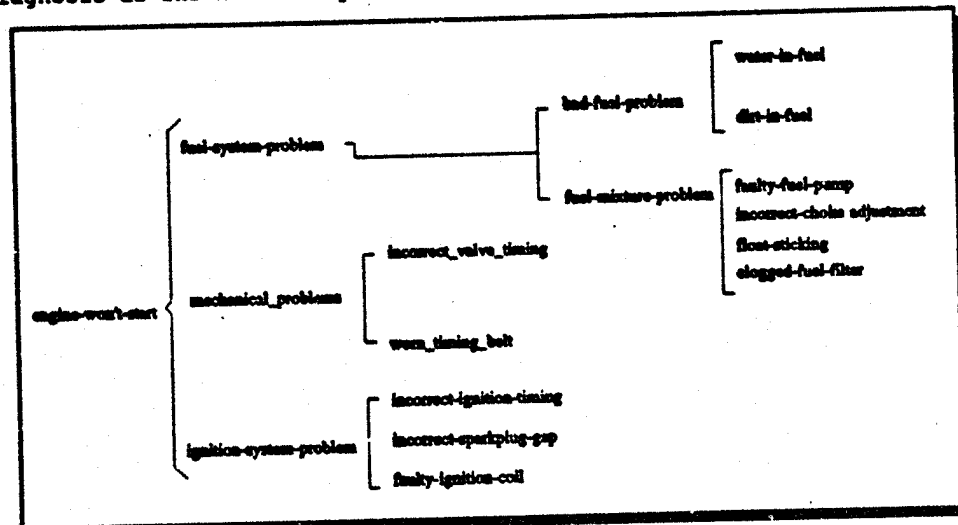 water-in-fuel
bad-fuel-problem
dirt-in-fuel
fuel-system-problem
fuel-mixture-problem
faulty-fuel-pump
incorrect-choke adjustment
float-sticking
clogged-fuel-filter
incorrect_valve_timing
mechanical_problems
engine-won't-start
worn_timing_belt
incorrect-ignition-timing
incorrect-sparkplug-gap
ignition-system-problem
faulty-ignition-coil